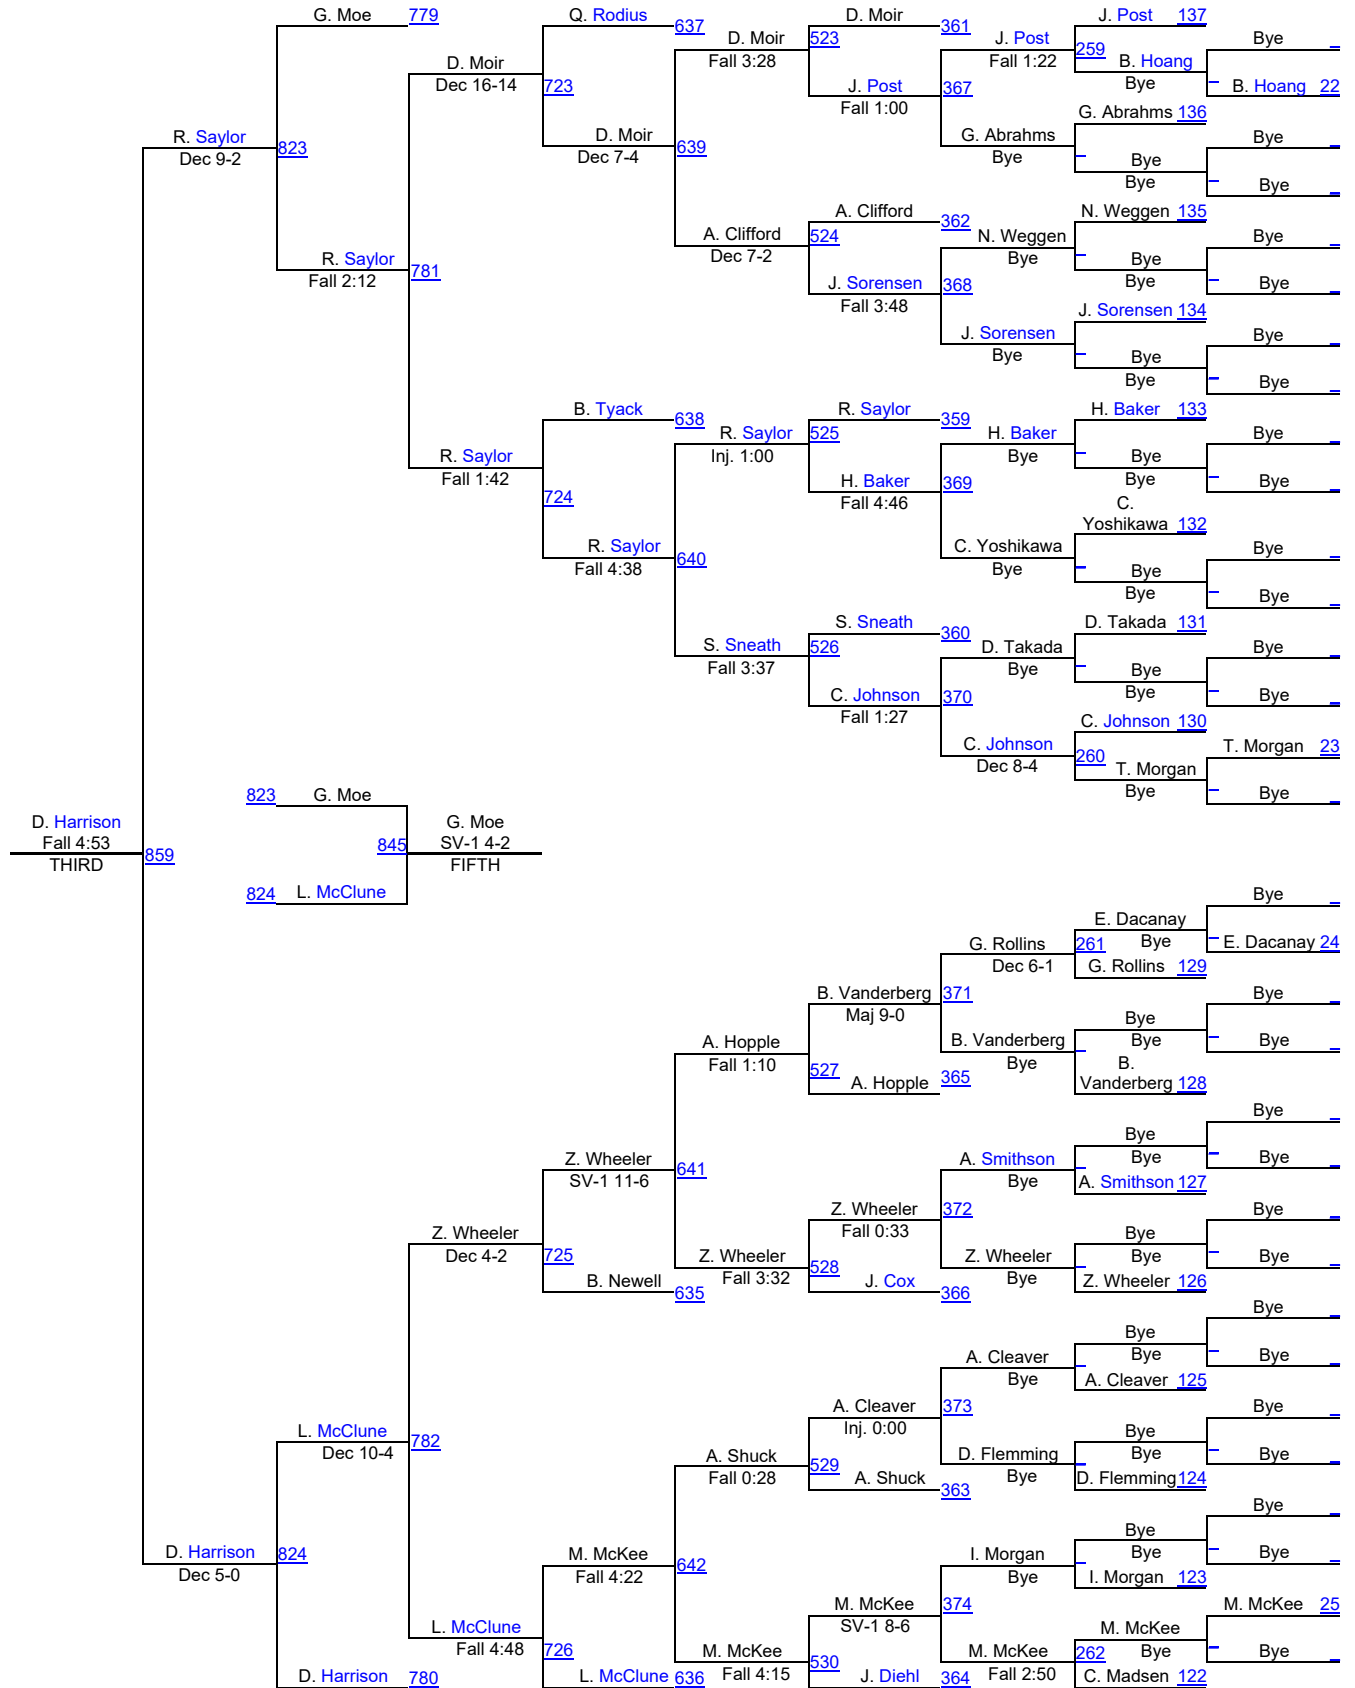 G. Moe 779
Q. Rodius 637
D. Moir 361
J. Post 137
D. Moir 523
Fall 3:28
J. Post 259
Fall 1:22
Bye _
D. Moir
Dec 16-14
723
B. Hoang
Bye
_ B. Hoang 22
J. Post 367
Fall 1:00
G. Abrahms 136
R. Saylor 823
Dec 9-2
D. Moir 639
Dec 7-4
G. Abrahms
Bye
_
Bye
Bye
Bye _
_ Bye _
A. Clifford 362
N. Weggen 135
A. Clifford 524
Dec 7-2
N. Weggen
Bye
_
Bye
Bye
Bye _
_ Bye _
R. Saylor 781
Fall 2:12
J. Sorensen 368
Fall 3:48
J. Sorensen 134
J. Sorensen
Bye
_
Bye
Bye
Bye _
_ Bye _
B. Tyack 638
R. Saylor 359
H. Baker 133
R. Saylor 525
Inj. 1:00
H. Baker
Bye
_
Bye
Bye
Bye _
_ Bye _
R. Saylor
Fall 1:42
724
H. Baker 369
Fall 4:46
C.
Yoshikawa 132
R. Saylor 640
Fall 4:38
C. Yoshikawa
Bye
_
Bye
Bye
Bye _
_ Bye _
S. Sneath 360
D. Takada 131
S. Sneath 526
Fall 3:37
D. Takada
Bye
_
Bye
Bye
Bye _
_ Bye _
C. Johnson 370
Fall 1:27
C. Johnson 130
C. Johnson 260
Dec 8-4
T. Morgan
Bye
T. Morgan 23
_ Bye _
823 G. Moe
D. Harrison
Fall 4:53
THIRD
859
845
G. Moe
SV-1 4-2
FIFTH
824 L. McClune
Bye _
E. Dacanay
Bye
_ E. Dacanay 24
G. Rollins 261
Dec 6-1
G. Rollins 129
B. Vanderberg 371
Maj 9-0
Bye _
Bye
Bye
_ Bye _
A. Hopple
Fall 1:10
527
B. Vanderberg
Bye
_
B.
Vanderberg 128
A. Hopple 365
Bye _
Bye
Bye
_ Bye _
Z. Wheeler 641
SV-1 11-6
A. Smithson
Bye
_
A. Smithson 127
Z. Wheeler 372
Fall 0:33
Bye _
Bye
Bye
_ Bye _
Z. Wheeler 725
Dec 4-2
Z. Wheeler 528
Fall 3:32
Z. Wheeler
Bye
_
Z. Wheeler 126
B. Newell 635
J. Cox 366
Bye _
Bye
Bye
_ Bye _
A. Cleaver
Bye
_
A. Cleaver 125
A. Cleaver 373
Inj. 0:00
Bye _
Bye
Bye
_ Bye _
L. McClune 782
Dec 10-4
A. Shuck 529
Fall 0:28
D. Flemming
Bye
_
D. Flemming 124
A. Shuck 363
Bye _
Bye
Bye
_ Bye _
D. Harrison 824
Dec 5-0
M. McKee 642
Fall 4:22
I. Morgan
Bye
_
I. Morgan 123
M. McKee 374
SV-1 8-6
M. McKee 25
L. McClune 726
Fall 4:48
M. McKee 530
Fall 4:15
M. McKee 262
Fall 2:50
M. McKee
Bye
_ Bye _
D. Harrison 780
L. McClune 636
J. Diehl 364
C. Madsen 122